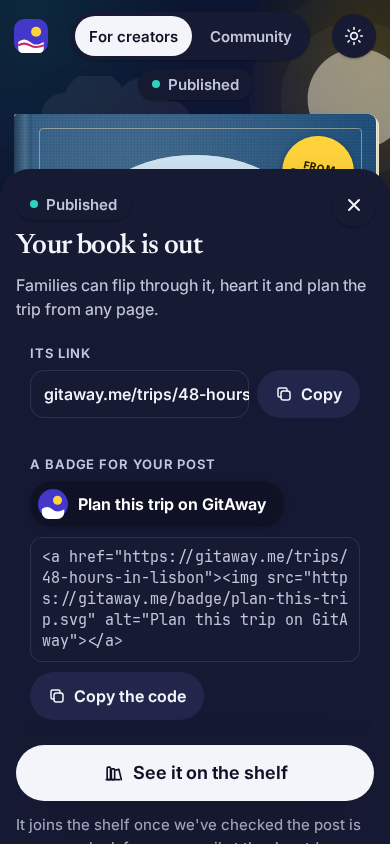 For creators
Community
Published
FROM
Published
Your book is out
Families can flip through it, heart it and plan the
trip from any page.
ITS LINK
gitaway.me/trips/48-hours
Copy
A BADGE FOR YOUR POST
Plan this trip on GitAway
<a href="https://gitaway.me/trips/
48-hours-in-lisbon"><img src="http
s://gitaway.me/badge/plan-this-tri
p.svg" alt="Plan this trip on GitA
way"></a>
Copy the code
See it on the shelf
It joins the shelf once we've checked the post is